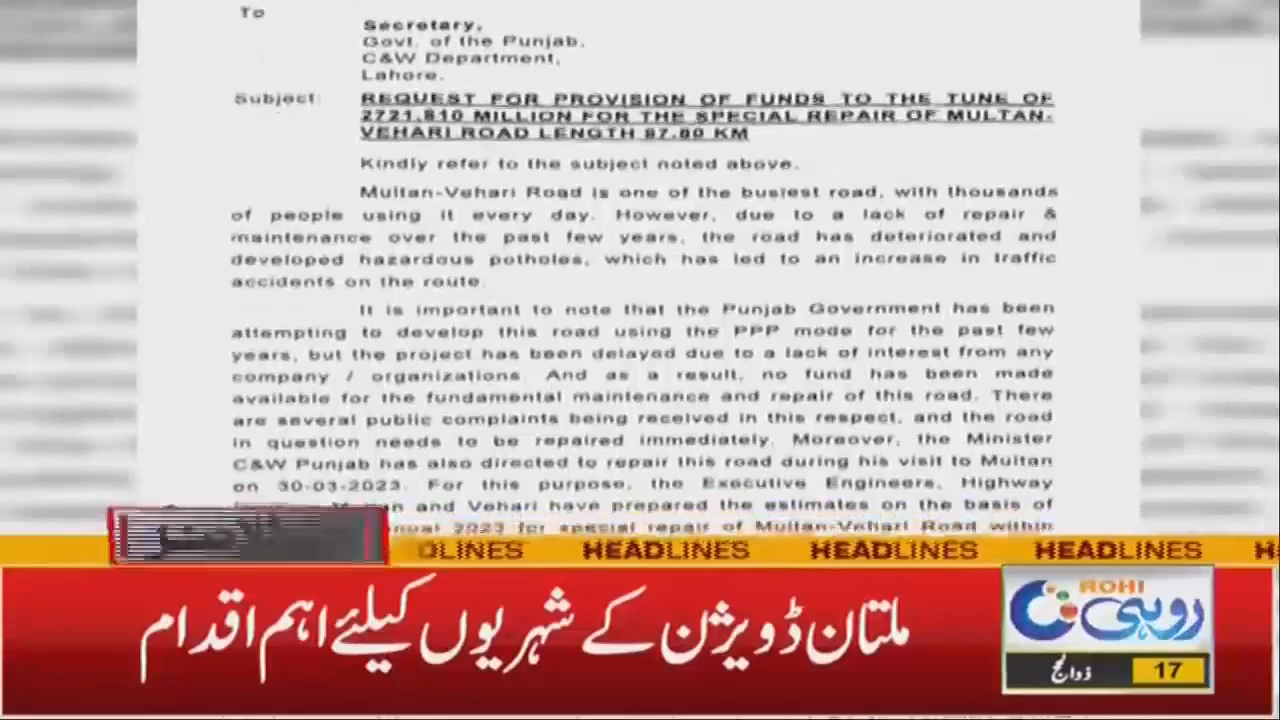 To
Secretary,
Govt. of the Punjab,
C&W Department,
Lahore.
Subject: REQUEST FOR PROVISION OF FUNDS TO THE TUNE OF
2721.810 MILLION FOR THE SPECIAL REPAIR OF MULTAN-
VEHARI ROAD LENGTH 87.80 KM
Kindly refer to the subject noted above.
Multan-Vehari Road is one of the busiest road, with thousands
of people using it every day. However, due to a lack of repair &
maintenance over the past few years, the road has deteriorated and
developed hazardous potholes, which has led to an increase in traffic
accidents on the route.
It is important to note that the Punjab Government has been
attempting to develop this road using the PPP mode for the past few
years, but the project has been delayed due to a lack of interest from any
company / organizations. And as a result, no fund has been made
available for the fundamental maintenance and repair of this road. There
are several public complaints being received in this respect, and the road
in question needs to be repaired immediately. Moreover, the Minister
C&W Punjab has also directed to repair this road during his visit to Multan
on 30-03-2023. For this purpose, the Executive Engineers, Highway
and Vehari have prepared the estimates on the basis of
2023 for special repair of Multan-Vehari Road within
DLINES HEADLINES HEADLINES HEADLINES H
ملتان ڈویژن کے شہریوں کیلئے اہم اقدام
ROHI
روہی
17 ذوالحج